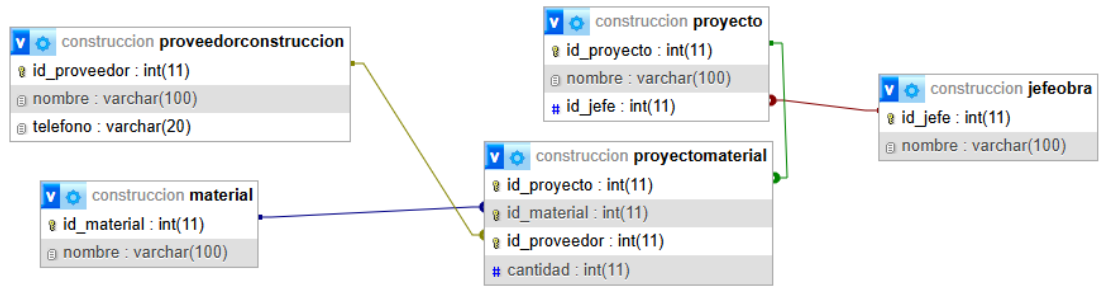 v construccion proveedorconstruccion
id_proveedor : int(11)
nombre : varchar(100)
telefono : varchar(20)
v construccion proyecto
id_proyecto : int(11)
nombre : varchar(100)
# id_jefe : int(11)
v construccion jefeobra
id_jefe : int(11)
nombre : varchar(100)
v construccion material
id_material : int(11)
nombre : varchar(100)
v construccion proyectomaterial
id_proyecto : int(11)
id_material : int(11)
id_proveedor : int(11)
# cantidad : int(11)